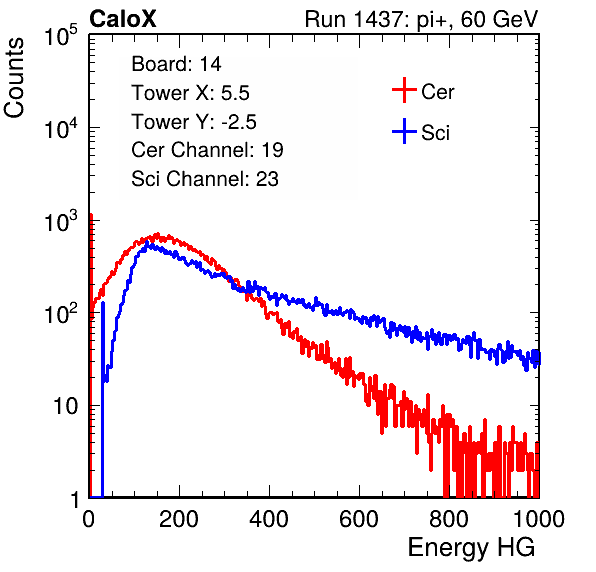 CaloX Run 1437: pi+, 60 GeV
Counts
Board: 14
Tower X: 5.5
Tower Y: -2.5
Cer Channel: 19
Sci Channel: 23
Cer
Sci
10^5
10^4
10^3
10^2
10
1
0 200 400 600 800 1000
Energy HG